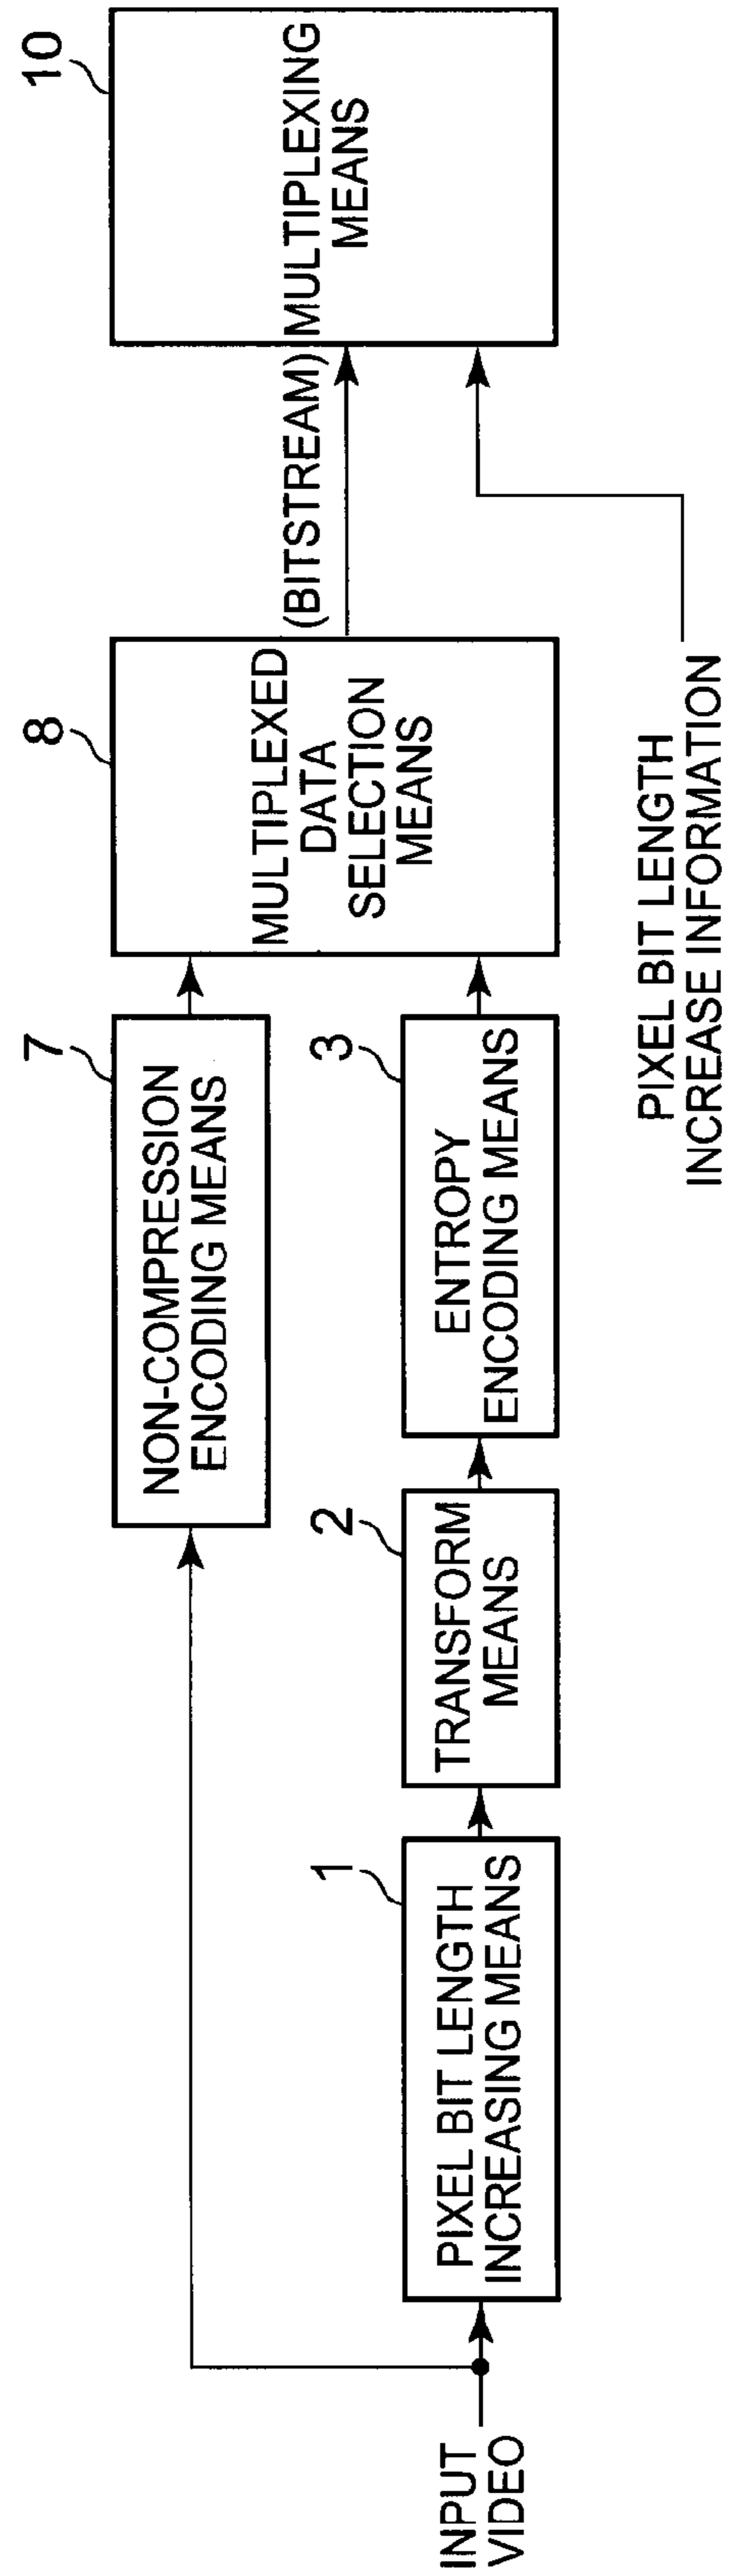 INPUT
VIDEO
1
PIXEL BIT LENGTH
INCREASING MEANS
2
TRANSFORM
MEANS
3
ENTROPY
ENCODING MEANS
7
NON-COMPRESSION
ENCODING MEANS
8
MULTIPLEXED
DATA
SELECTION
MEANS
(BITSTREAM)
10
MULTIPLEXING
MEANS
PIXEL BIT LENGTH
INCREASE INFORMATION